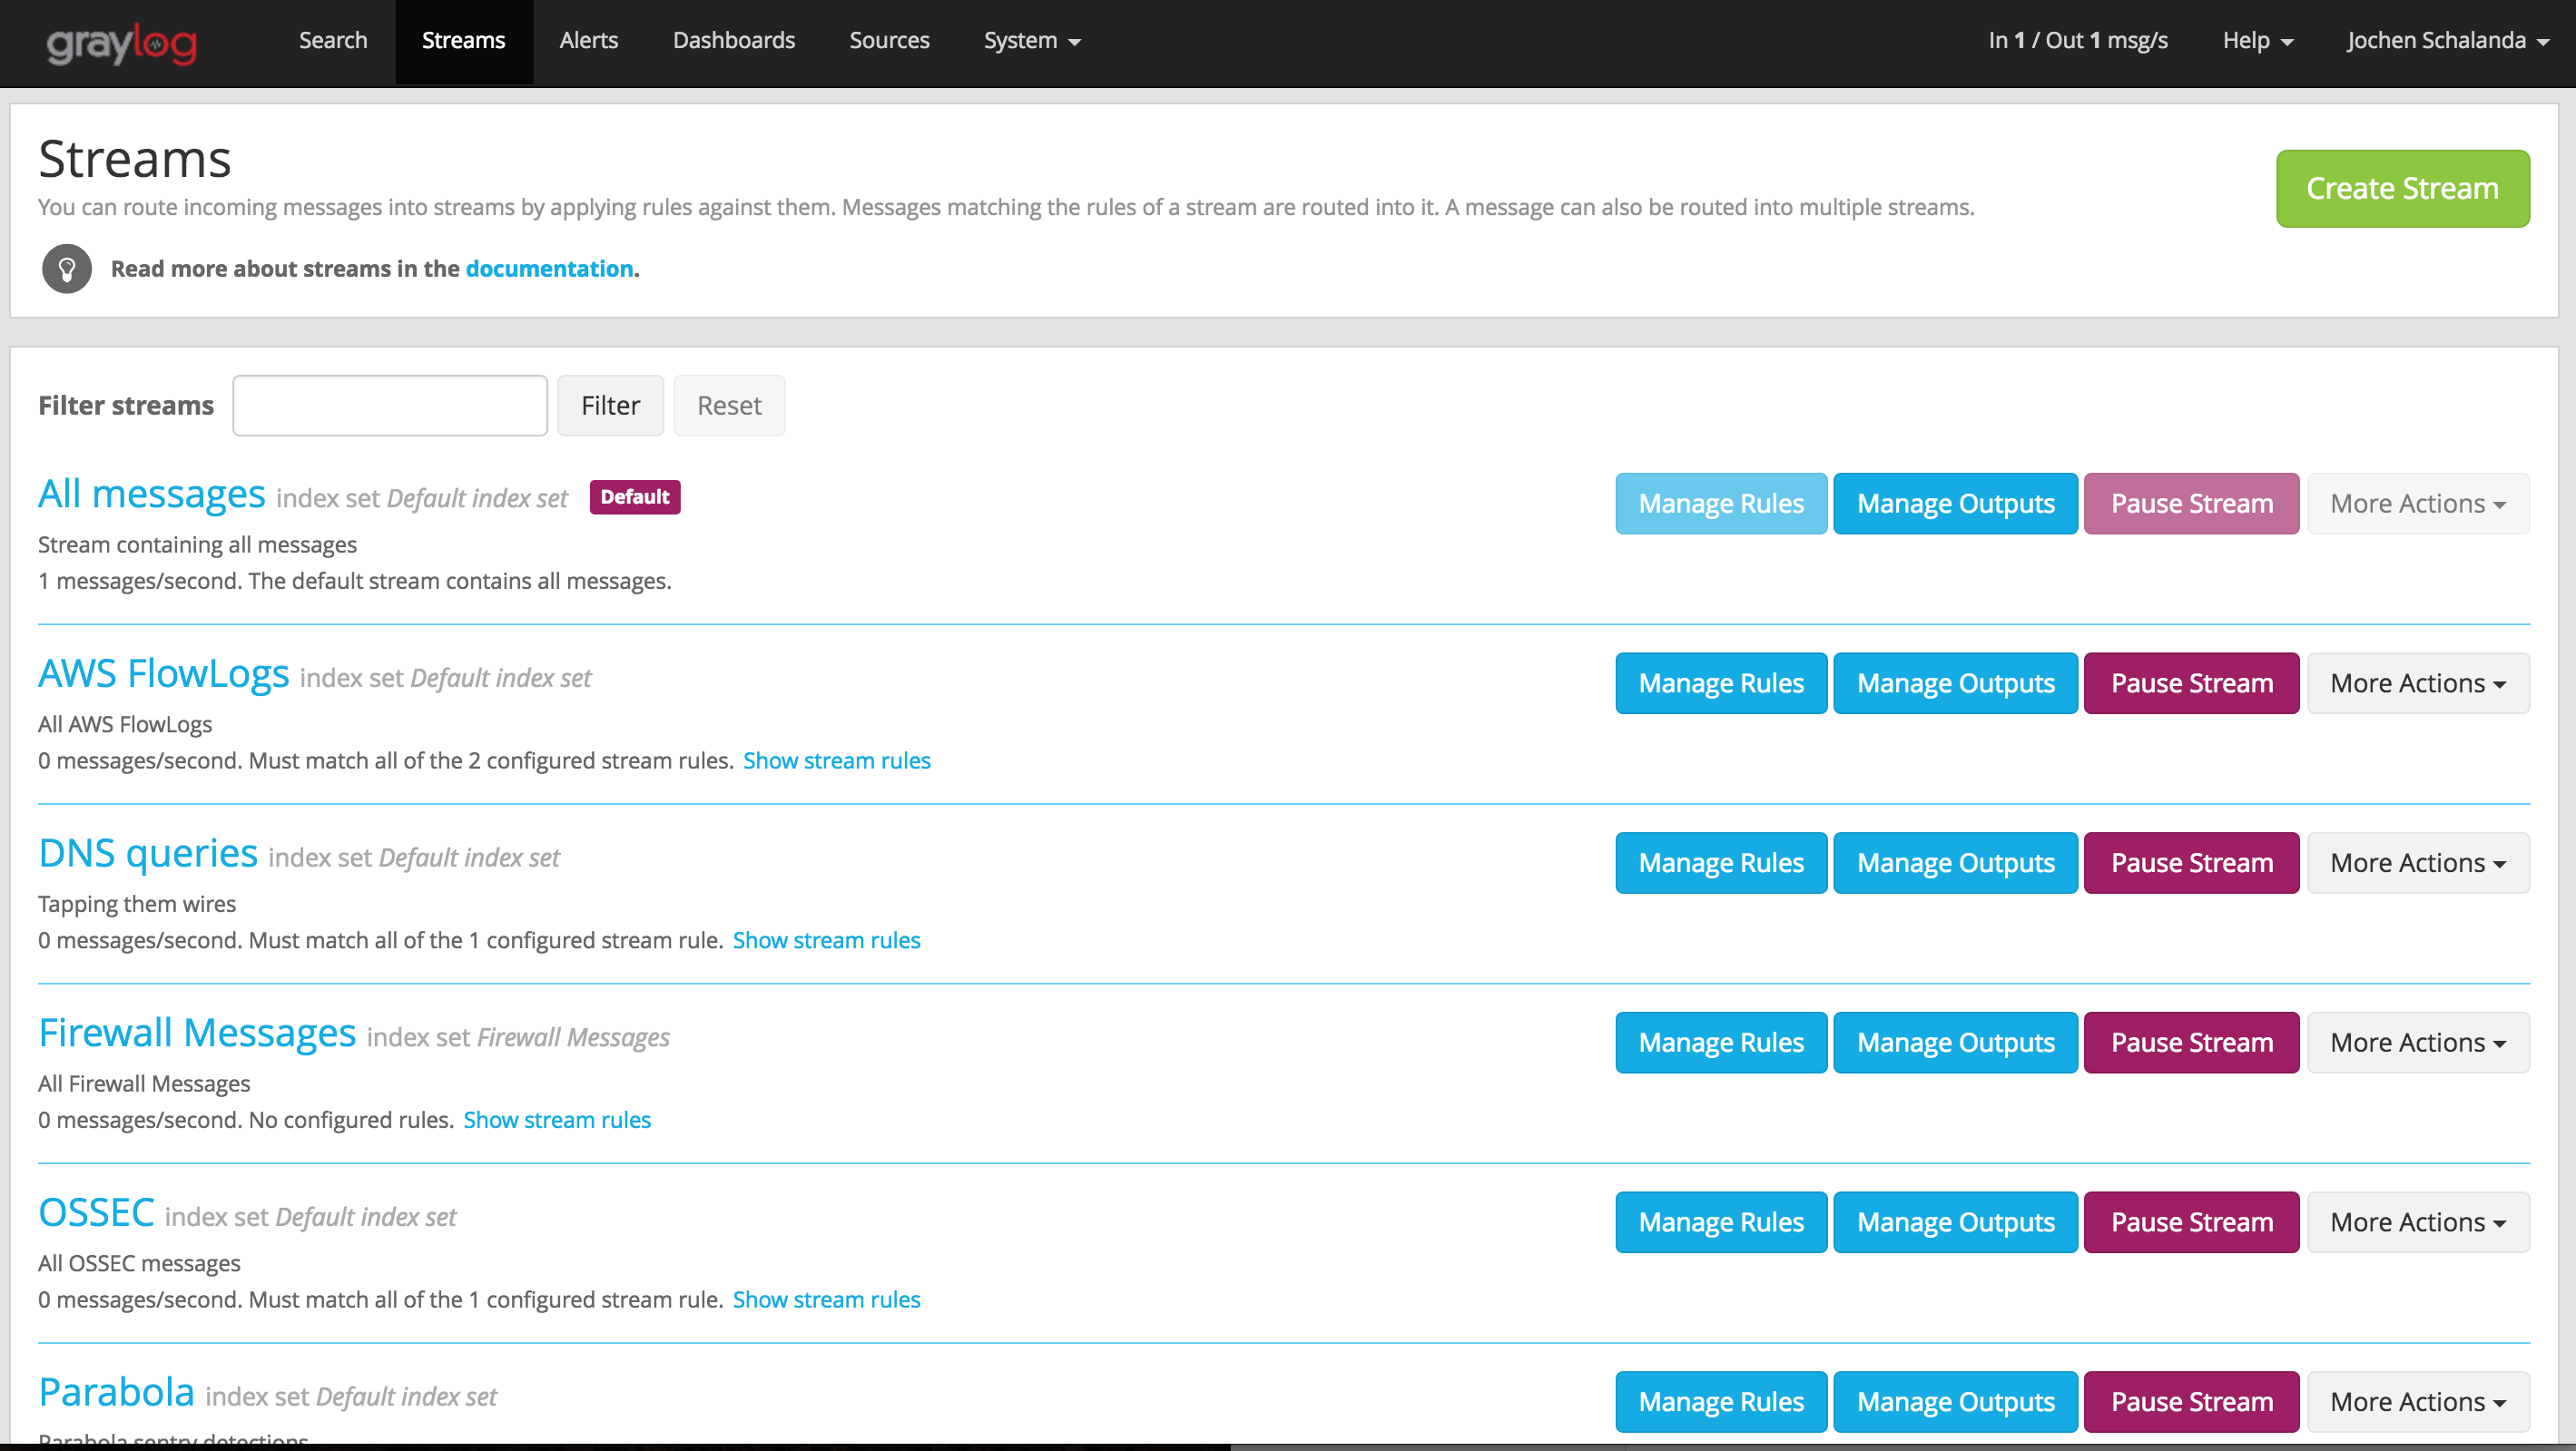 graylog Search Streams Alerts Dashboards Sources System In 1 / Out 1 msg/s Help Jochen Schalanda
Streams
You can route incoming messages into streams by applying rules against them. Messages matching the rules of a stream are routed into it. A message can also be routed into multiple streams.
Create Stream
Read more about streams in the documentation.
Filter streams Filter Reset
All messages index set Default index set Default Manage Rules Manage Outputs Pause Stream More Actions
Stream containing all messages
1 messages/second. The default stream contains all messages.
AWS FlowLogs index set Default index set Manage Rules Manage Outputs Pause Stream More Actions
All AWS FlowLogs
0 messages/second. Must match all of the 2 configured stream rules. Show stream rules
DNS queries index set Default index set Manage Rules Manage Outputs Pause Stream More Actions
Tapping them wires
0 messages/second. Must match all of the 1 configured stream rule. Show stream rules
Firewall Messages index set Firewall Messages Manage Rules Manage Outputs Pause Stream More Actions
All Firewall Messages
0 messages/second. No configured rules. Show stream rules
OSSEC index set Default index set Manage Rules Manage Outputs Pause Stream More Actions
All OSSEC messages
0 messages/second. Must match all of the 1 configured stream rule. Show stream rules
Parabola index set Default index set Manage Rules Manage Outputs Pause Stream More Actions
Parabola sentry detections